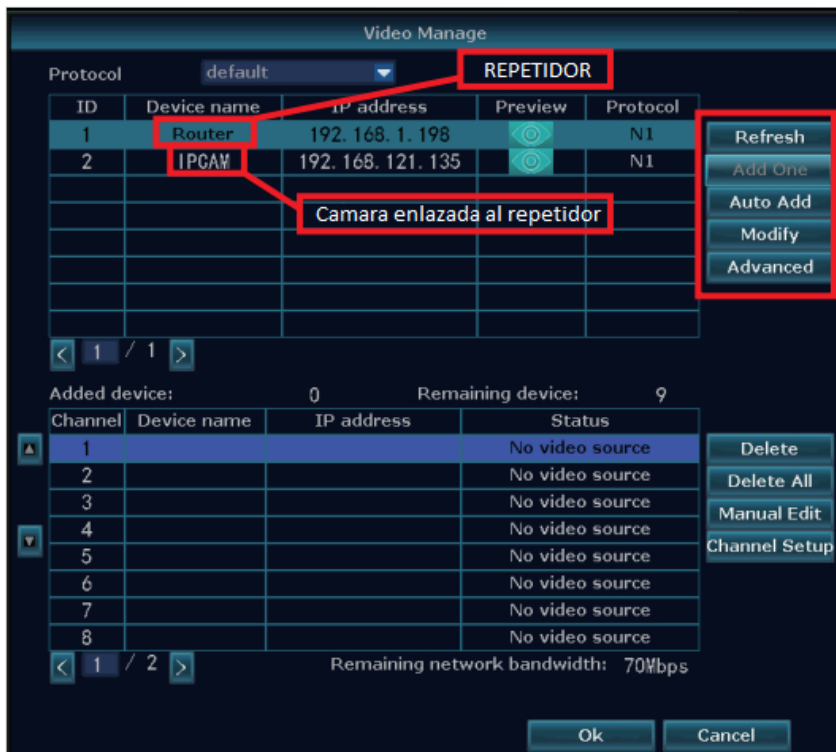 Video Manage
Protocol default REPETIDOR
ID Device name IP address Preview Protocol
1 Router 192. 168. 1. 198 N1
2 IPCAM 192. 168. 121. 135 N1
Camara enlazada al repetidor
Refresh
Add One
Auto Add
Modify
Advanced
< 1 / 1 >
Added device: 0 Remaining device: 9
Channel Device name IP address Status
1 No video source
2 No video source
3 No video source
4 No video source
5 No video source
6 No video source
7 No video source
8 No video source
Delete
Delete All
Manual Edit
Channel Setup
< 1 / 2 > Remaining network bandwidth: 70Mbps
Ok Cancel